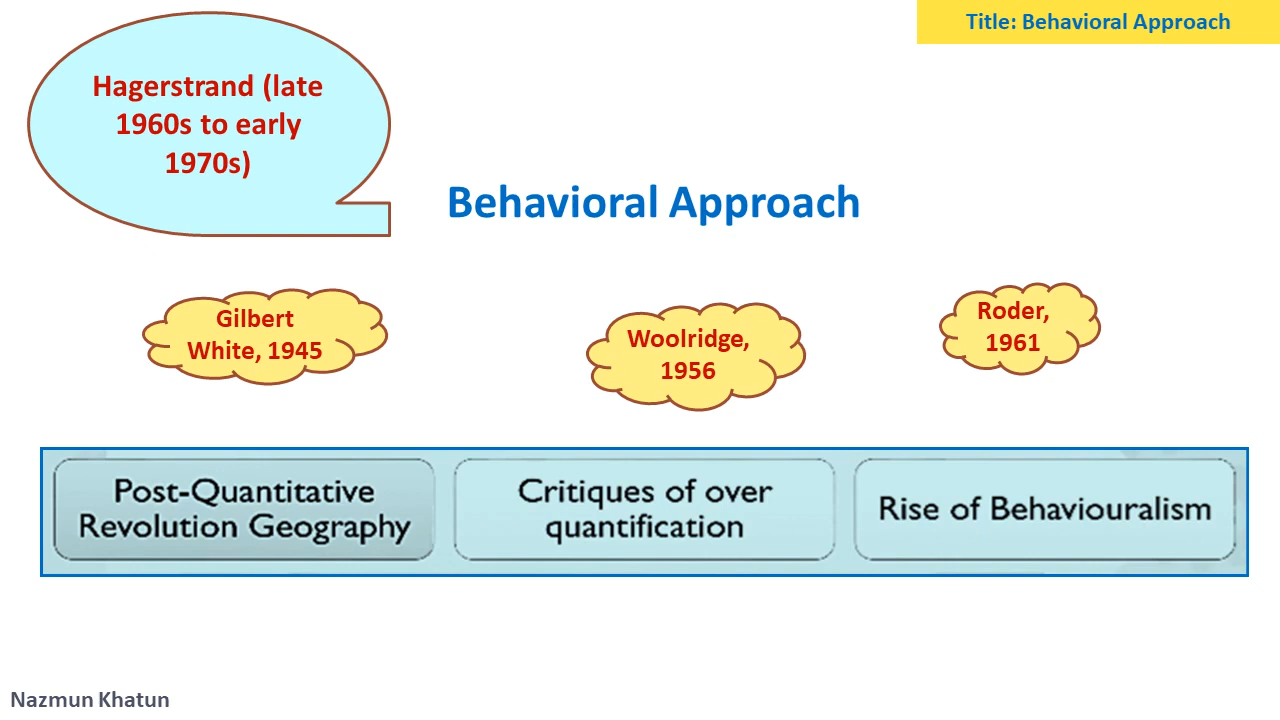 Title: Behavioral Approach
Hagerstrand (late
1960s to early
1970s)
Behavioral Approach
Gilbert
White, 1945
Woolridge,
1956
Roder,
1961
Post-Quantitative
Revolution Geography
Critiques of over
quantification
Rise of Behaviouralism
Nazmun Khatun